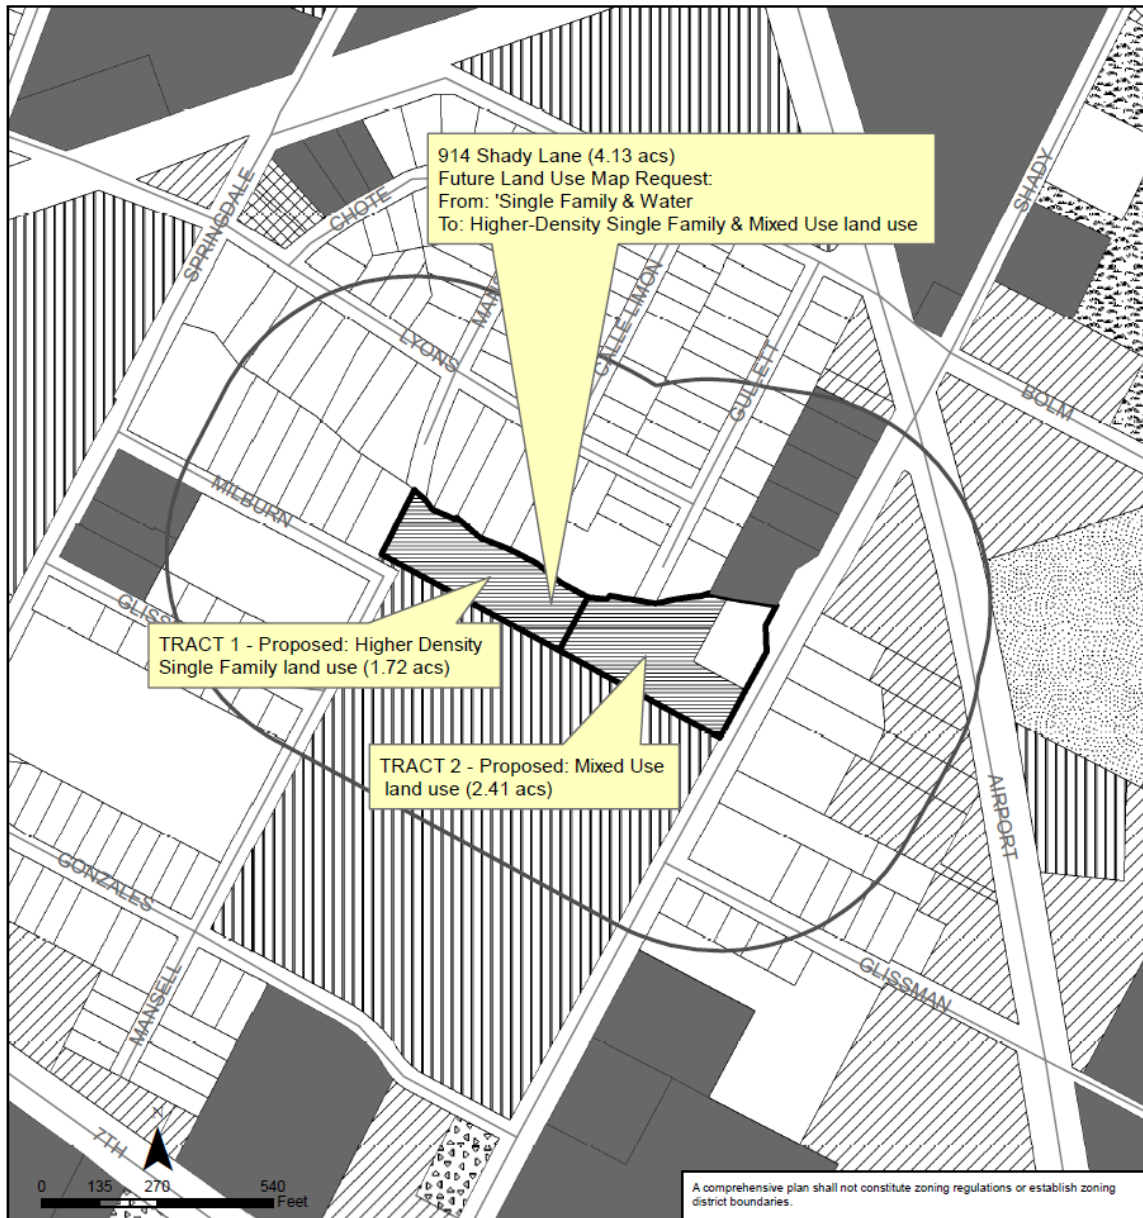 914 Shady Lane (4.13 acs)
Future Land Use Map Request:
From: 'Single Family & Water
To: Higher-Density Single Family & Mixed Use land use
SPRINGDALE
CHOTE
SHADY
LYONS
CALLE LIMON
GULLETT
BOLM
MILBURN
TRACT 1 - Proposed: Higher Density
Single Family land use (1.72 acs)
TRACT 2 - Proposed: Mixed Use
land use (2.41 acs)
AIRPORT
GONZALES
GLISSMAN
MANSELL
7TH
N
0 135 270 540
Feet
A comprehensive plan shall not constitute zoning regulations or establish zoning
district boundaries.